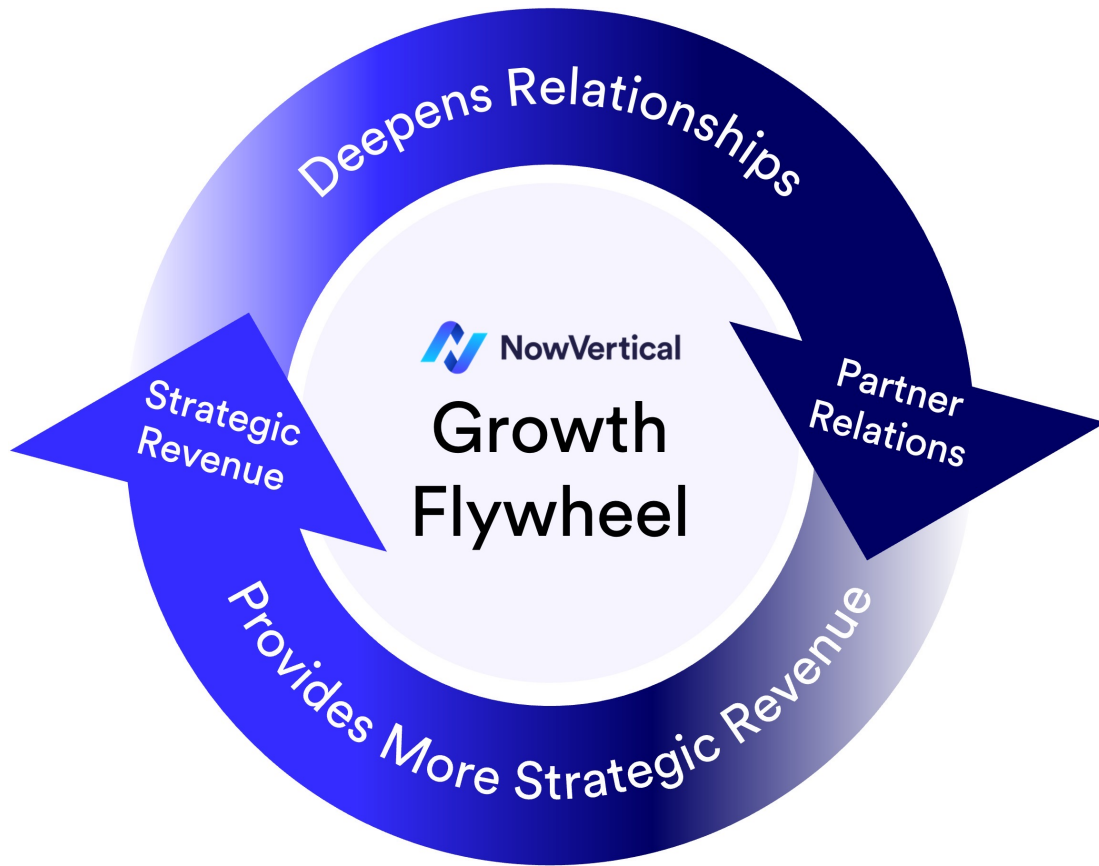 Deepens Relationships
Strategic
Revenue
NowVertical
Growth
Flywheel
Partner
Relations
Provides More Strategic Revenue